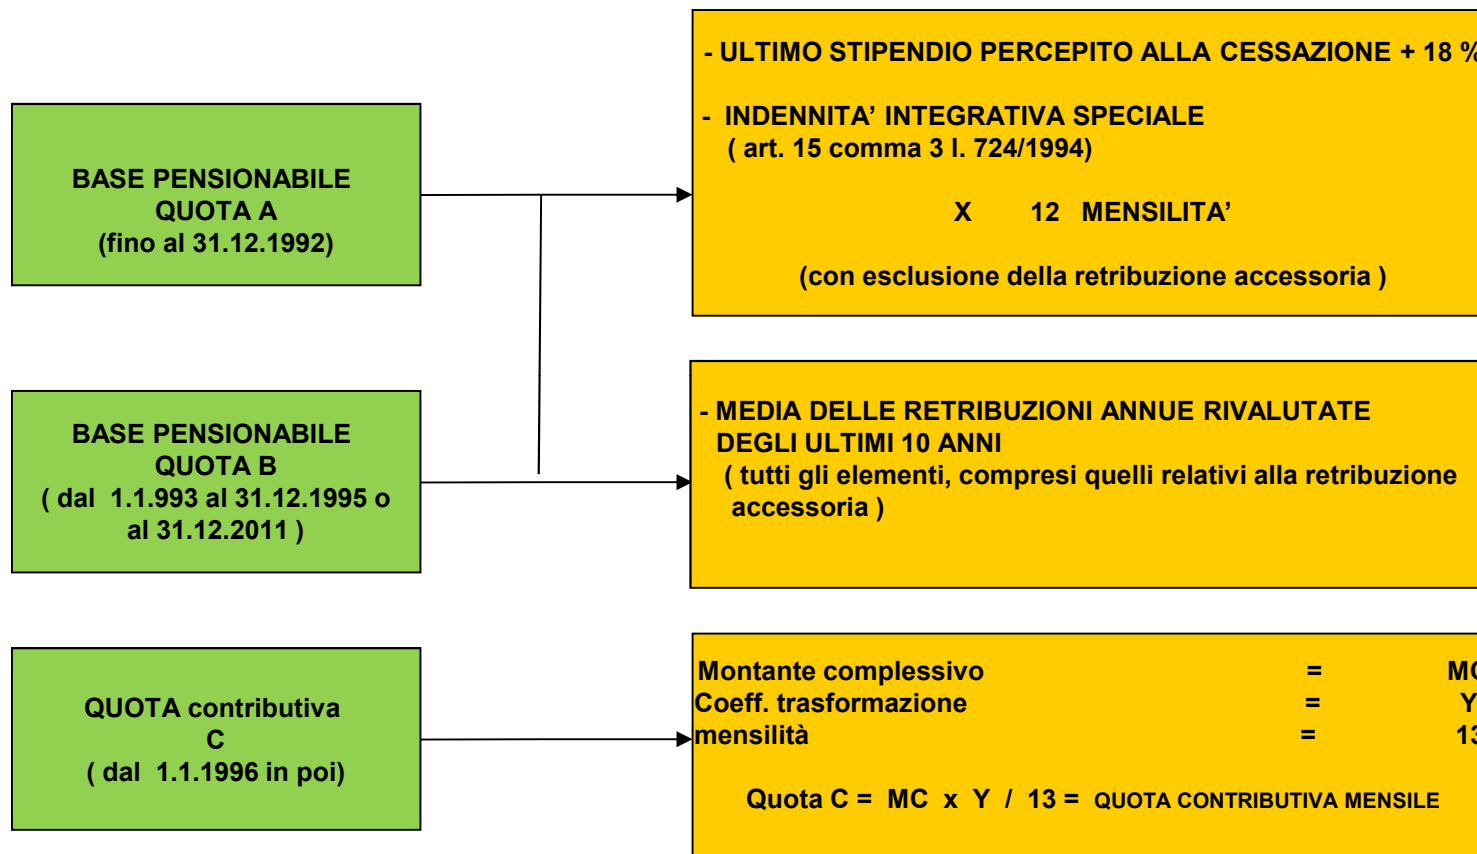 BASE PENSIONABILE
QUOTA A
(fino al 31.12.1992)
- ULTIMO STIPENDIO PERCEPITO ALLA CESSAZIONE + 18 %
- INDENNITA’ INTEGRATIVA SPECIALE
( art. 15 comma 3 l. 724/1994)
X 12 MENSILITA’
(con esclusione della retribuzione accessoria )
BASE PENSIONABILE
QUOTA B
( dal 1.1.993 al 31.12.1995 o
al 31.12.2011 )
- MEDIA DELLE RETRIBUZIONI ANNUE RIVALUTATE
DEGLI ULTIMI 10 ANNI
( tutti gli elementi, compresi quelli relativi alla retribuzione
accessoria )
QUOTA contributiva
C
( dal 1.1.1996 in poi)
Montante complessivo = MC
Coeff. trasformazione = Y
mensilità = 13
Quota C = MC x Y / 13 = QUOTA CONTRIBUTIVA MENSILE